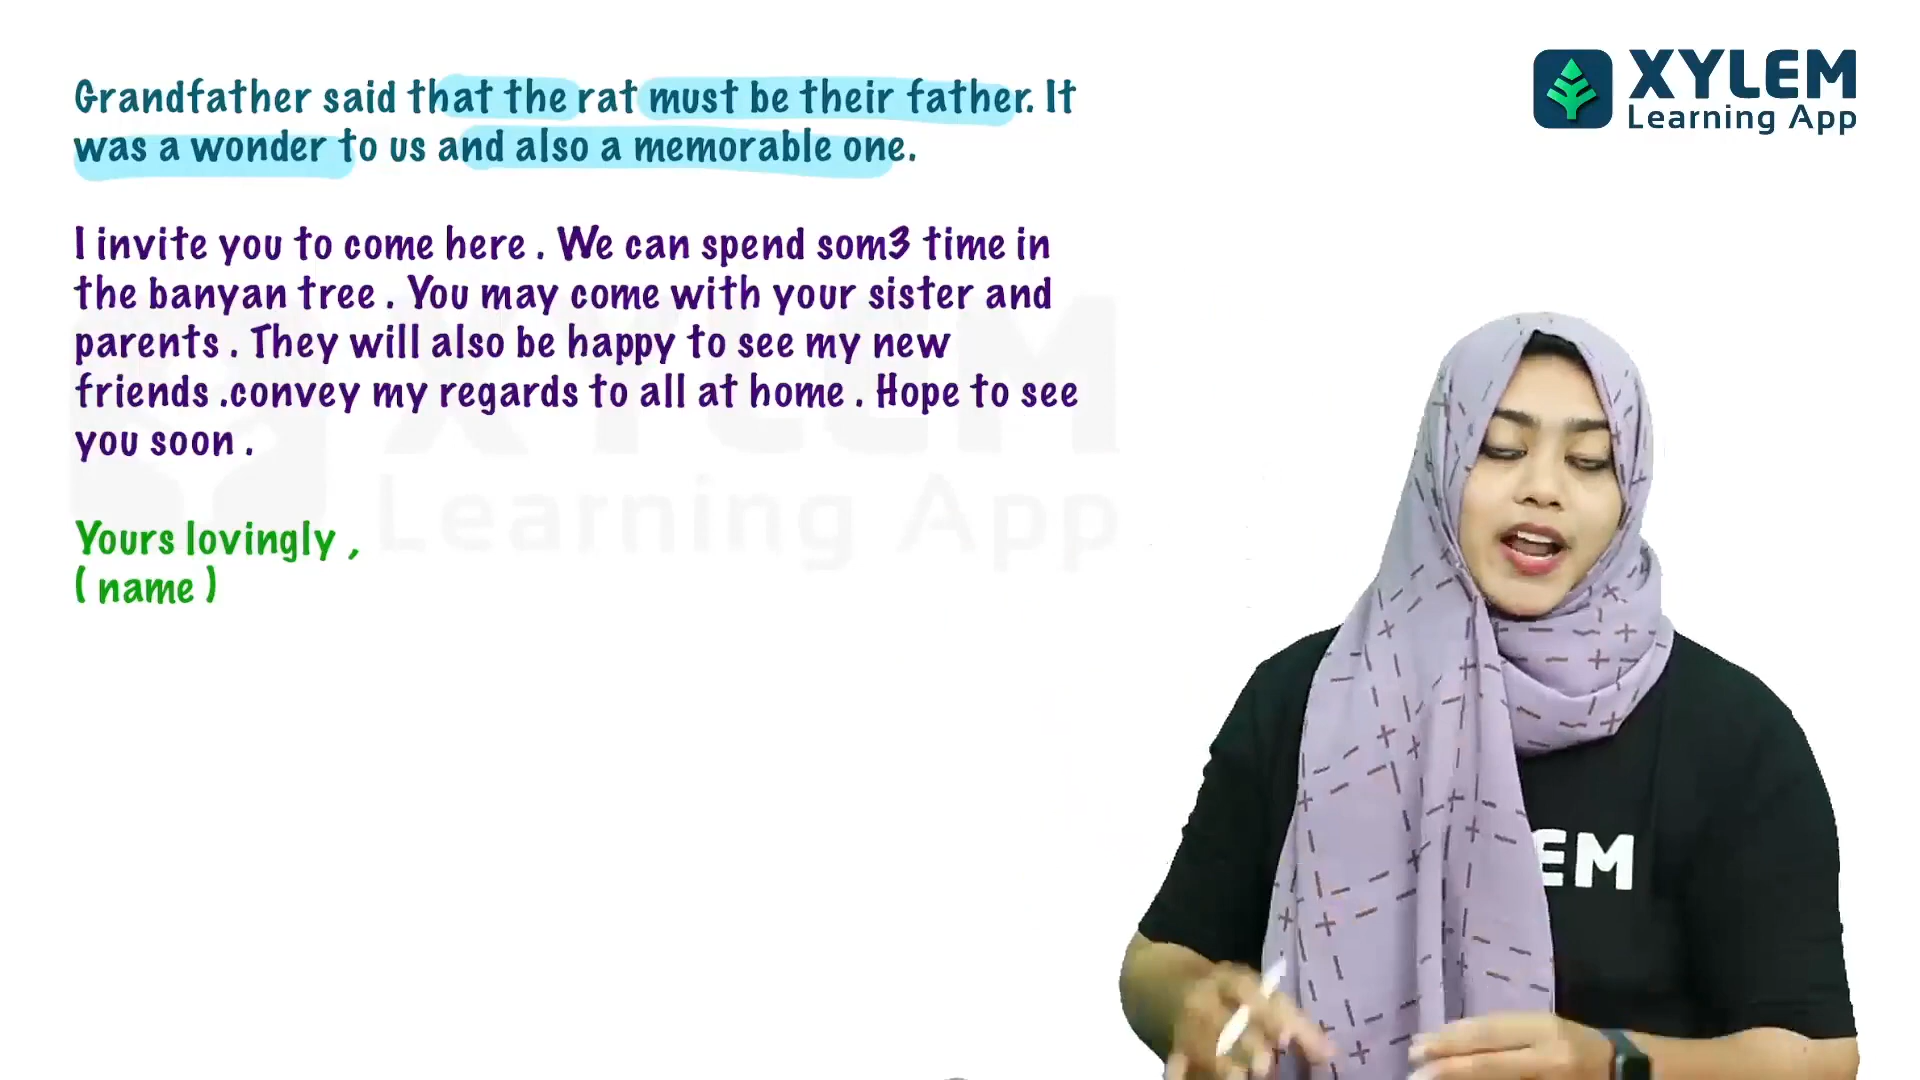 Grandfather said that the rat must be their father. It
was a wonder to us and also a memorable one.
I invite you to come here . We can spend som3 time in
the banyan tree . You may come with your sister and
parents . They will also be happy to see my new
friends .convey my regards to all at home . Hope to see
you soon .
Yours lovingly ,
( name )
XYLEM
Learning App
XYLEM
Learning App
EM